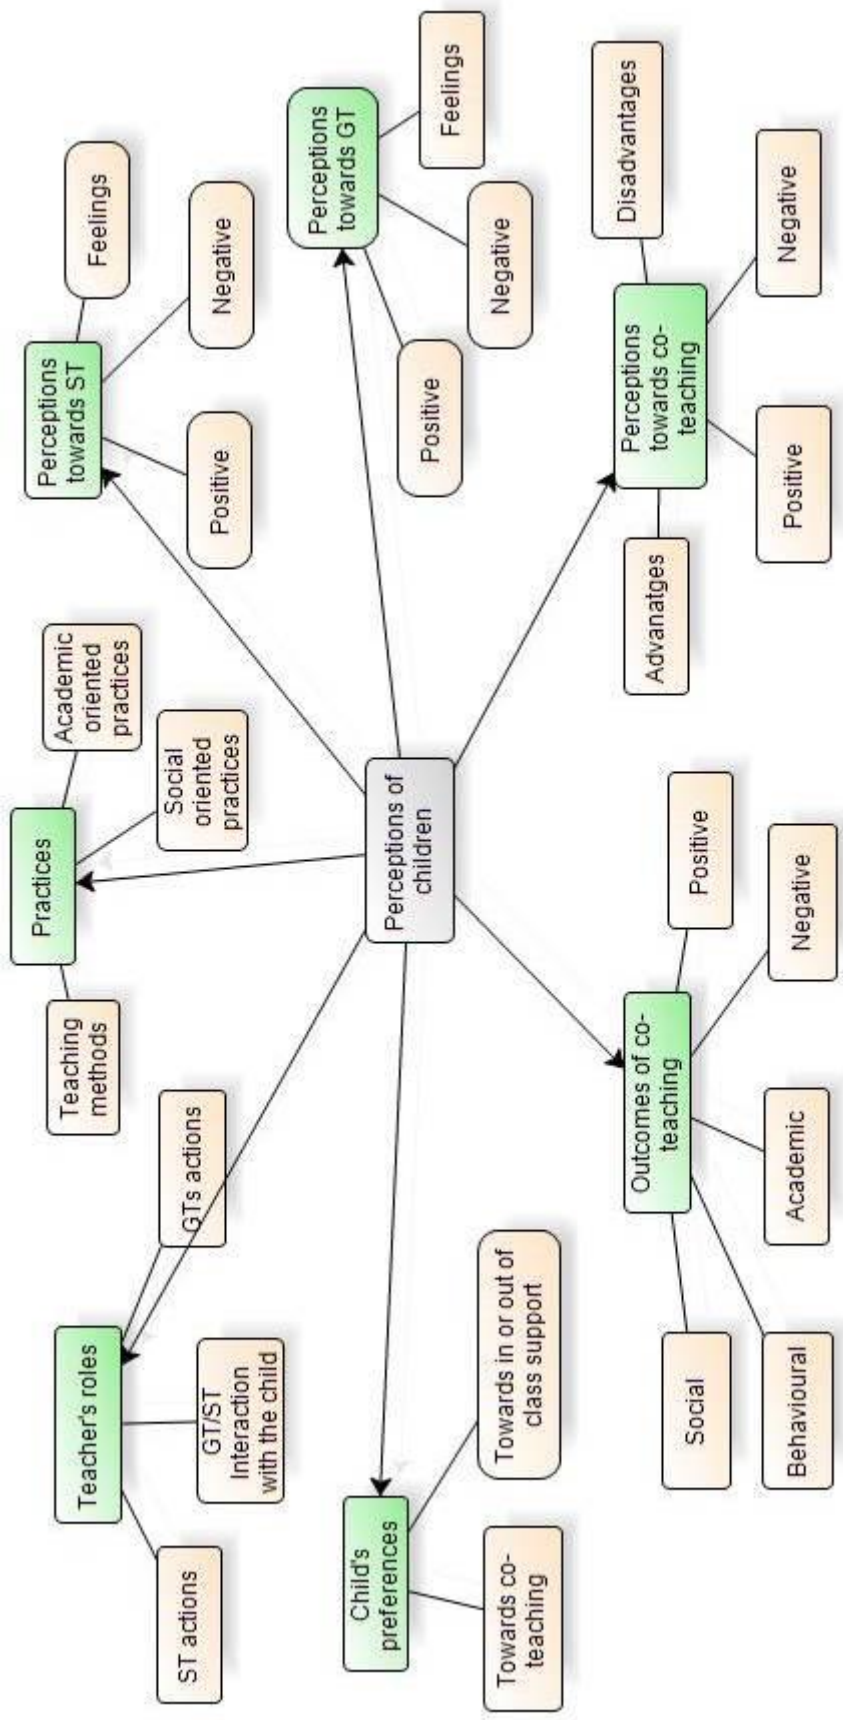 Teacher's roles
ST actions
GT/ST
Interaction
with the child
GTs actions
Practices
Teaching
methods
Social
oriented
practices
Academic
oriented
practices
Perceptions
towards ST
Positive
Negative
Feelings
Child's
preferences
Towards co-
teaching
Towards in or out of
class support
Perceptions of
children
Perceptions
towards GT
Positive
Negative
Feelings
Outcomes of co-
teaching
Social
Behavioural
Academic
Negative
Positive
Perceptions
towards co-
teaching
Advanatges
Positive
Negative
Disadvantages